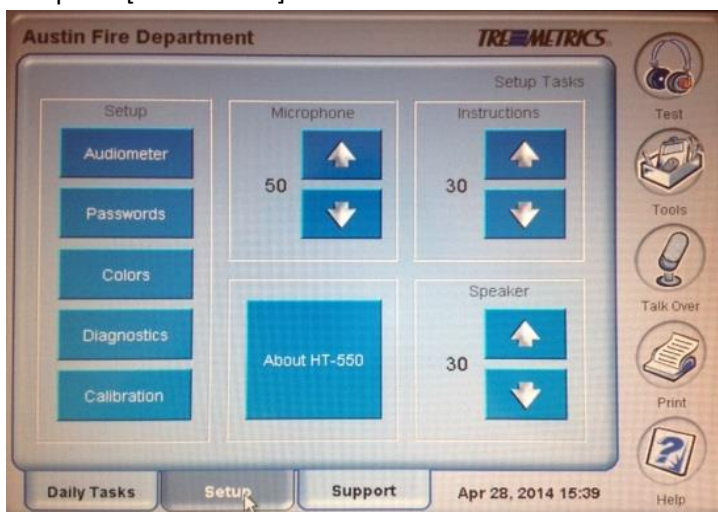 Austin Fire Department
TREMETRICS
Setup Tasks
Setup
Audiometer
Passwords
Colors
Diagnostics
Calibration
Microphone
50
About HT-550
Instructions
30
Speaker
30
Test
Tools
Talk Over
Print
Help
Daily Tasks
Setup
Support
Apr 28, 2014 15:39